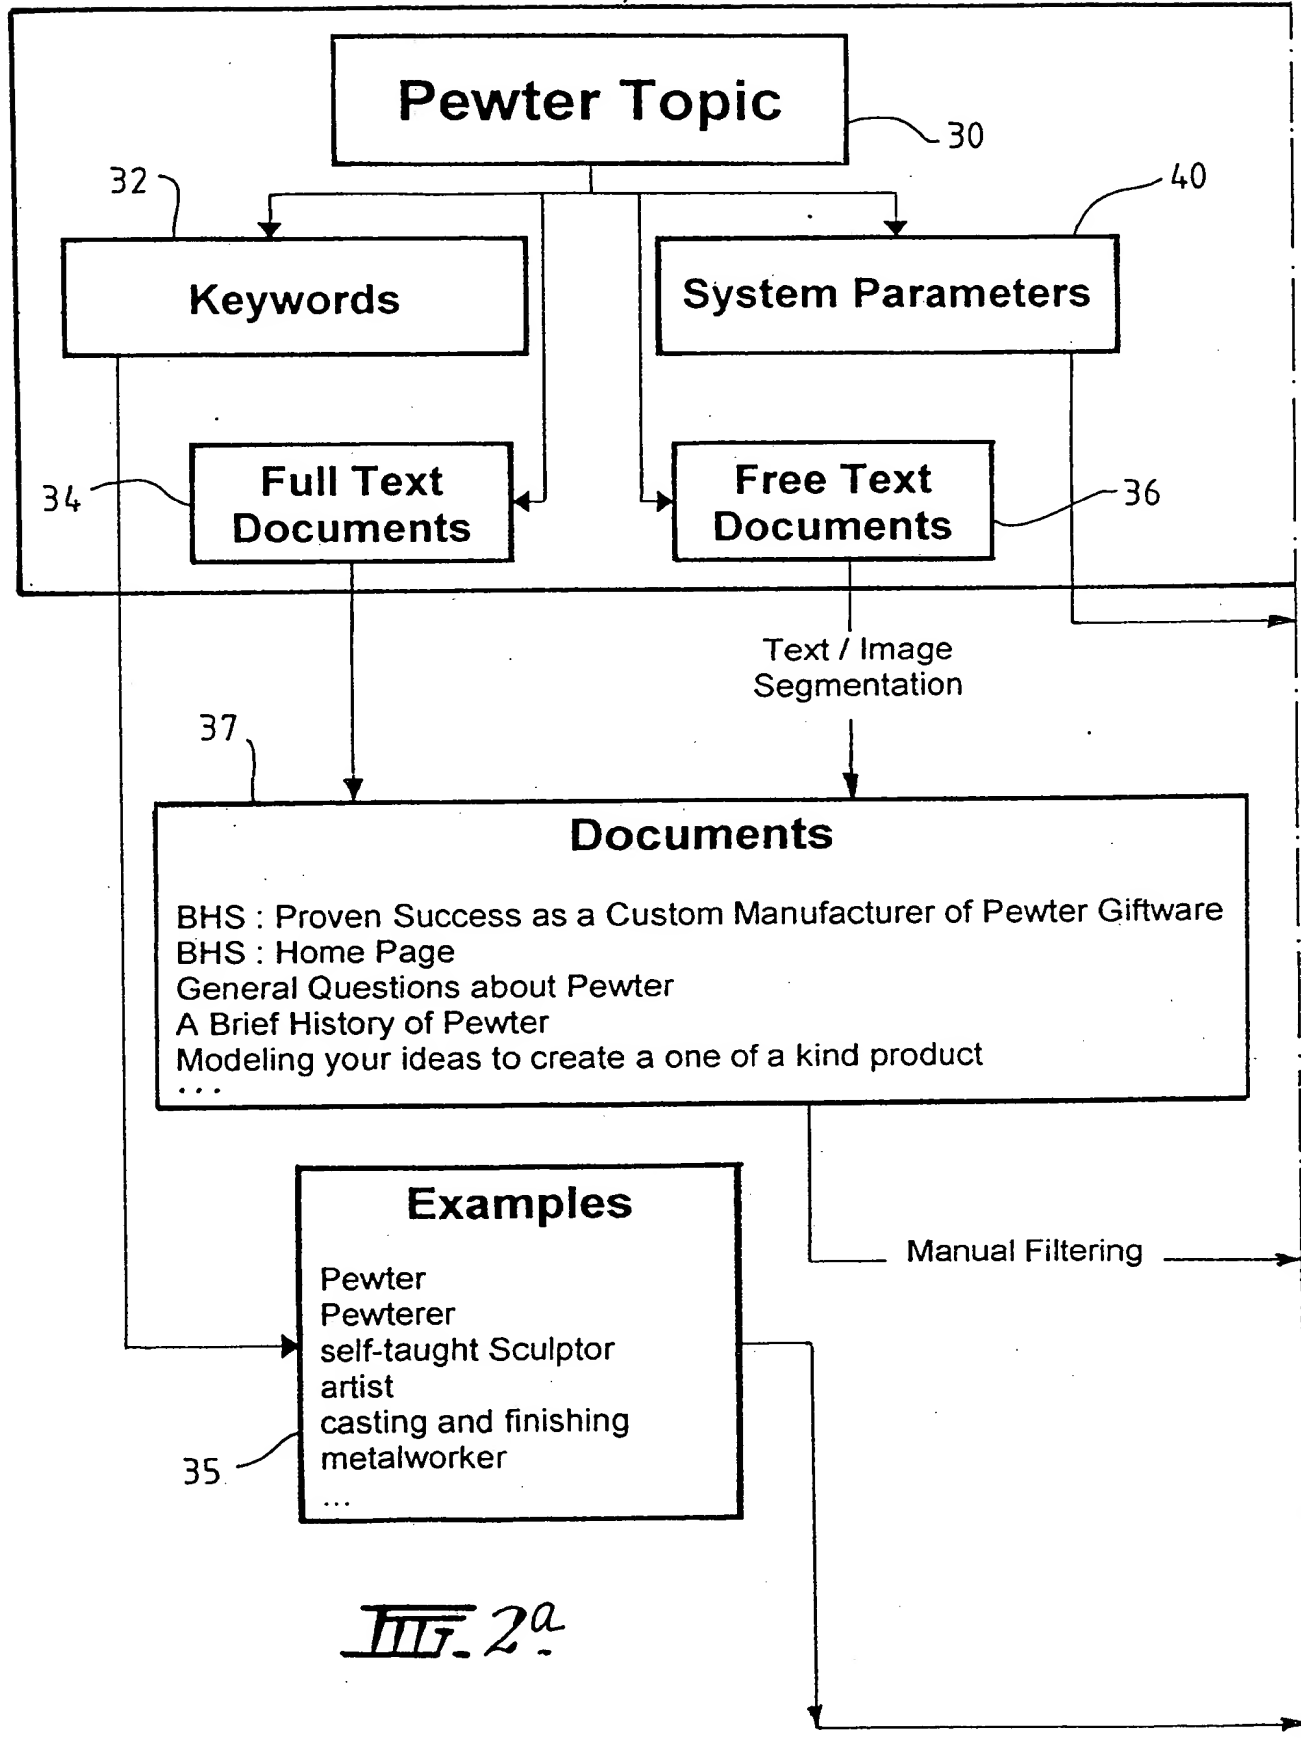 Pewter Topic
30
32
40
Keywords
System Parameters
Full Text
Documents
Free Text
Documents
34
36
Text / Image
Segmentation
37
Documents
BHS : Proven Success as a Custom Manufacturer of Pewter Giftware
BHS : Home Page
General Questions about Pewter
A Brief History of Pewter
Modeling your ideas to create a one of a kind product
...
Examples
Manual Filtering
Pewter
Pewterer
self-taught Sculptor
artist
casting and finishing
metalworker
...
35
FIG. 2a